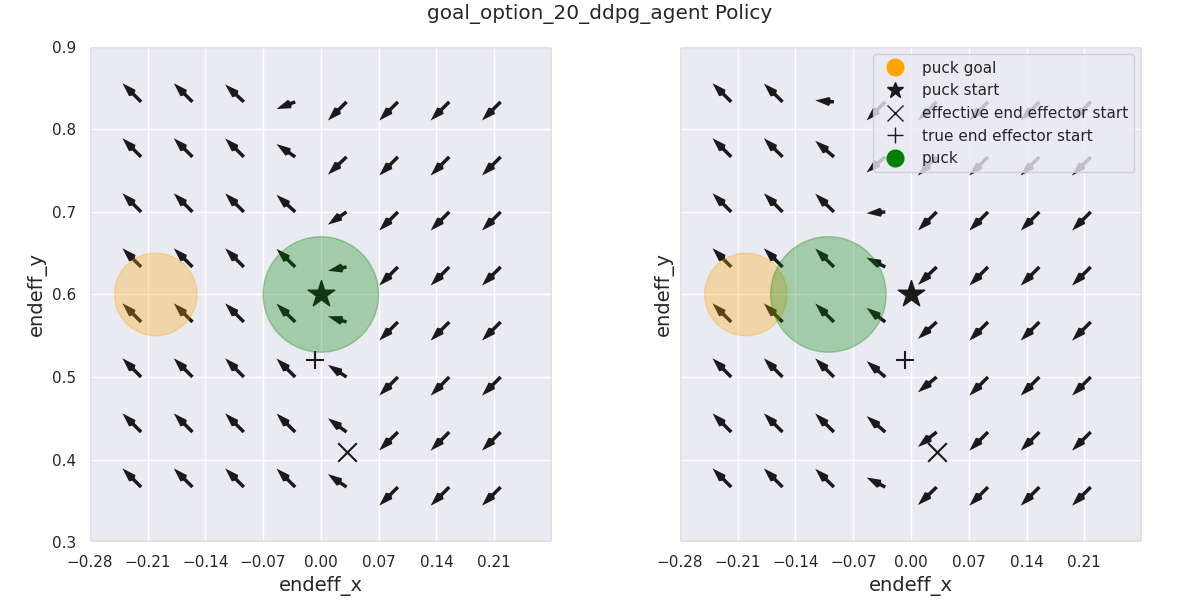 goal_option_20_ddpg_agent Policy
endeff_y
0.9
0.8
0.7
0.6
0.5
0.4
0.3
−0.28 −0.21 −0.14 −0.07 0.00 0.07 0.14 0.21
endeff_x
endeff_y
puck goal
puck start
effective end effector start
true end effector start
puck
−0.28 −0.21 −0.14 −0.07 0.00 0.07 0.14 0.21
endeff_x